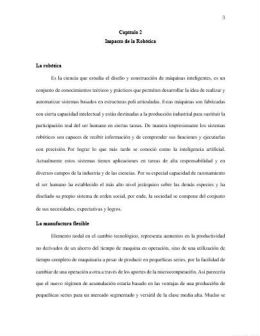 3
Capítulo 2
Impacto de la Robótica
La robótica
Es la ciencia que estudia el diseño y construcción de máquinas inteligentes, es un
conjunto de conocimientos teóricos y prácticos que permiten desarrollar la idea de realizar y
automatizar sistemas basados en estructuras poli articuladas. Estas máquinas son fabricadas
con cierta capacidad intelectual y están destinadas a la producción industrial para sustituir la
participación real del ser humano en ciertas tareas. De manera impresionante los sistemas
robóticos son capaces de recibir información y de comprender sus funciones y ejecutarlas
con precisión. Por lograr lo que más tarde se conoció como la inteligencia artificial.
Actualmente estos sistemas tienen aplicaciones en tareas de alta responsabilidad y en
diversos campos de la industria y de las ciencias. Por su especial capacidad de razonamiento
el ser humano ha establecido el más alto nivel jerárquico sobre las demás especies y ha
diseñado su propio sistema de orden social, por ende, la sociedad se compone del conjunto
de sus necesidades, expectativas y logros.
La manufactura flexible
Elemento nodal en el cambio tecnológico, representa aumentos en la productividad
no derivados de un ahorro del tiempo de maquina en operación, sino de una utilización de
tiempo completo de maquinaria a pesar de producir en pequeñas series, por la facilidad de
cambiar de una operación a otra a través de los aportes de la microcomputación. Así parecería
que el nuevo régimen de acumulación estaría basado en las ventajas de una producción de
pequeñas series para un mercado segmentado y versátil de la clase media alta. Mucho se